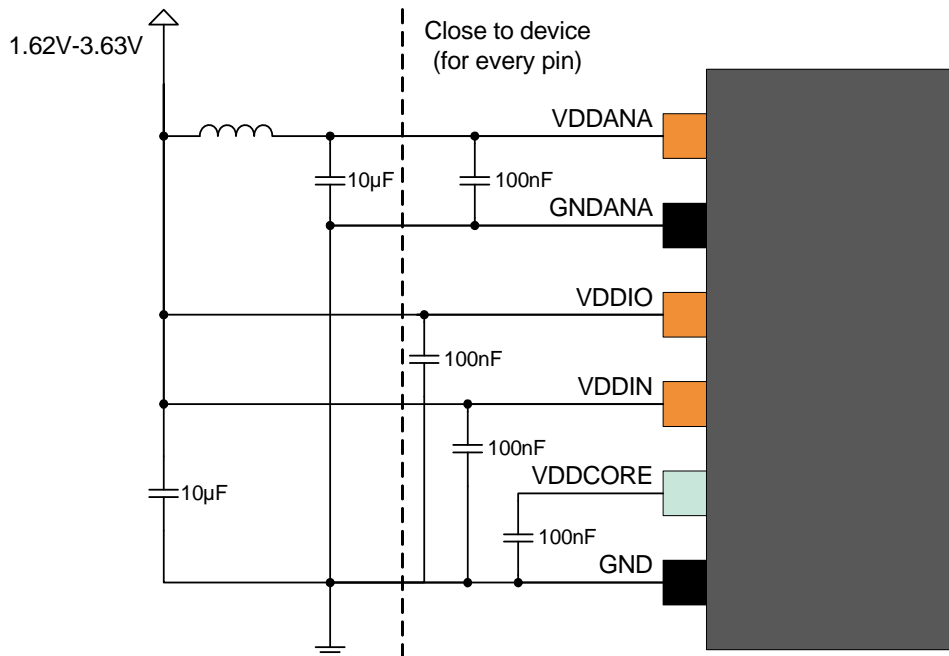 1.62V-3.63V
Close to device
(for every pin)
VDDANA
10µF
100nF
GNDANA
VDDIO
100nF
VDDIN
100nF
VDDCORE
10µF
100nF
GND